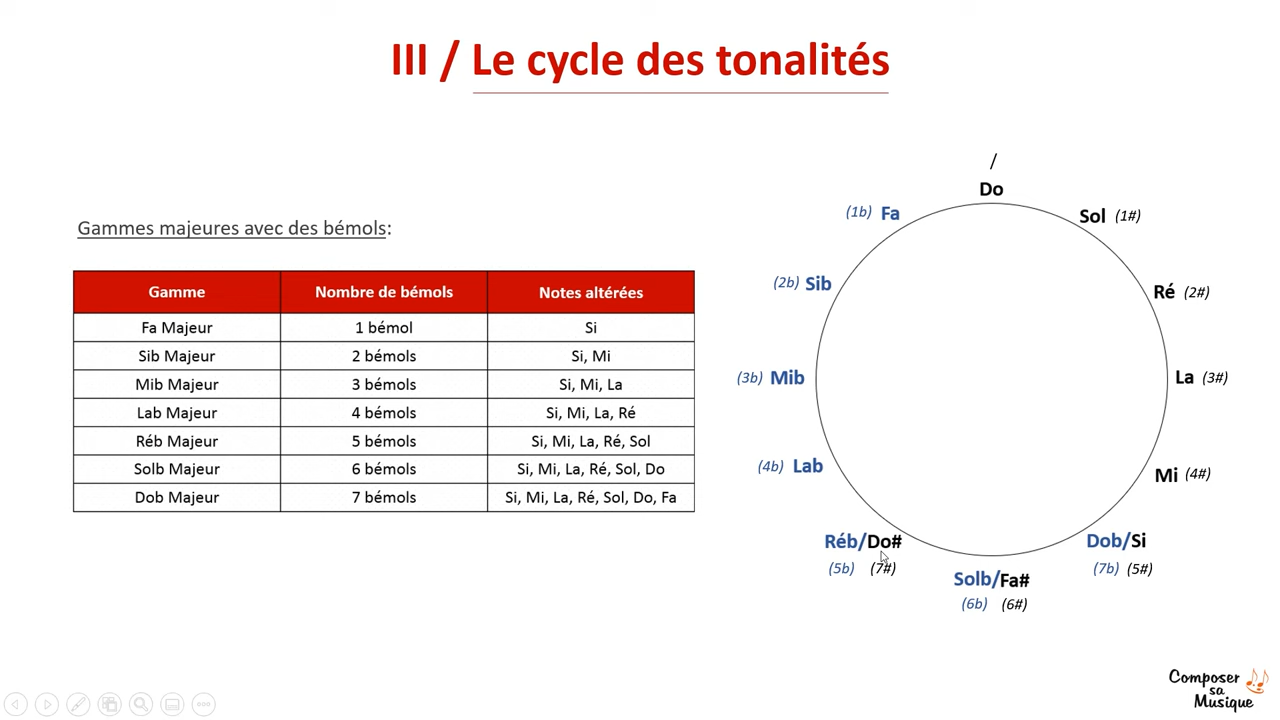 III / Le cycle des tonalités
Gammes majeures avec des bémols:
Gamme Nombre de bémols Notes altérées
Fa Majeur 1 bémol Si
Sib Majeur 2 bémols Si, Mi
Mib Majeur 3 bémols Si, Mi, La
Lab Majeur 4 bémols Si, Mi, La, Ré
Réb Majeur 5 bémols Si, Mi, La, Ré, Sol
Solb Majeur 6 bémols Si, Mi, La, Ré, Sol, Do
Dob Majeur 7 bémols Si, Mi, La, Ré, Sol, Do, Fa
/
Do
(1b) Fa
Sol (1#)
(2b) Sib
Ré (2#)
(3b) Mib
La (3#)
(4b) Lab
Mi (4#)
Réb/Do#
(5b) (7#)
Dob/Si
(7b) (5#)
Solb/Fa#
(6b) (6#)
Composer
sa
Musique